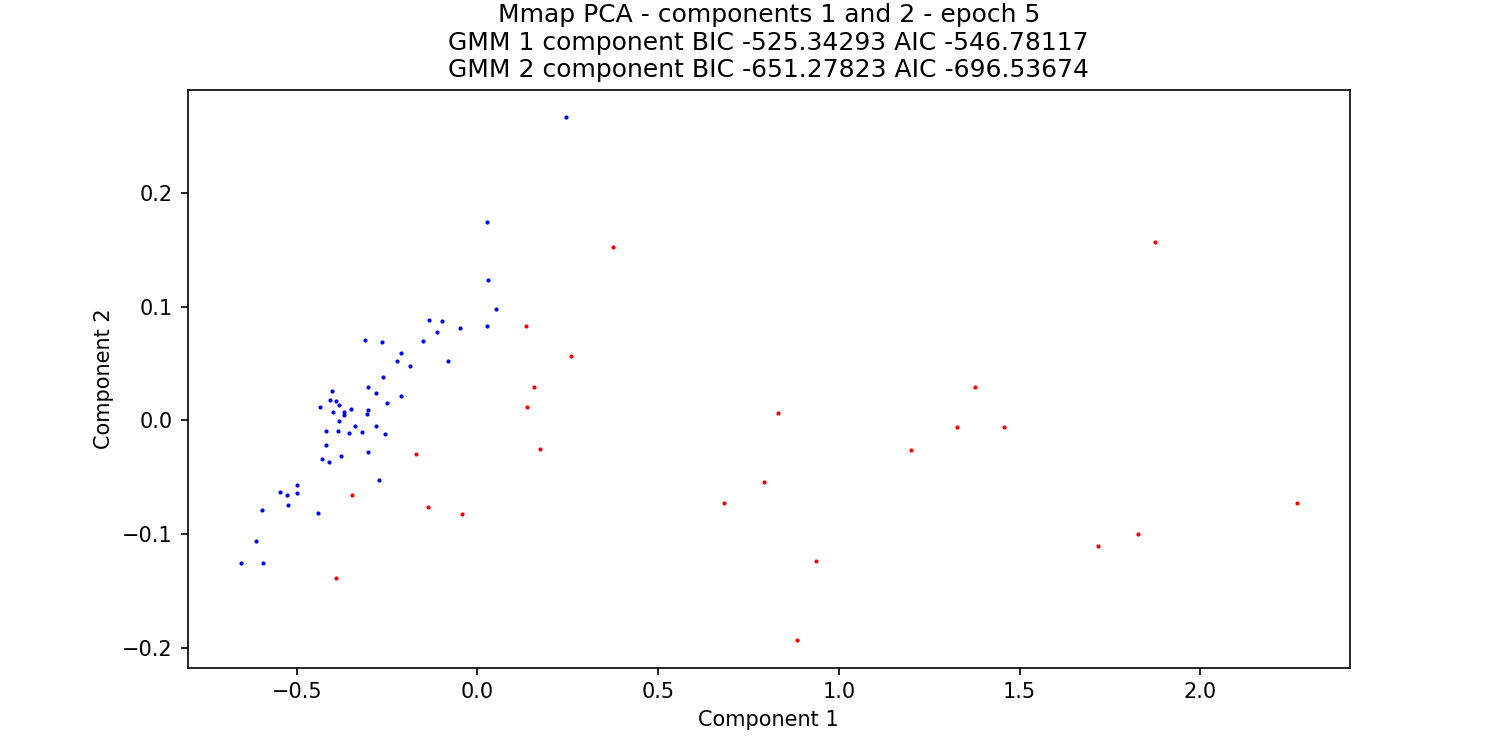 Mmap PCA - components 1 and 2 - epoch 5
GMM 1 component BIC -525.34293 AIC -546.78117
GMM 2 component BIC -651.27823 AIC -696.53674
Component 2
0.2
0.1
0.0
−0.1
−0.2
−0.5 0.0 0.5 1.0 1.5 2.0
Component 1